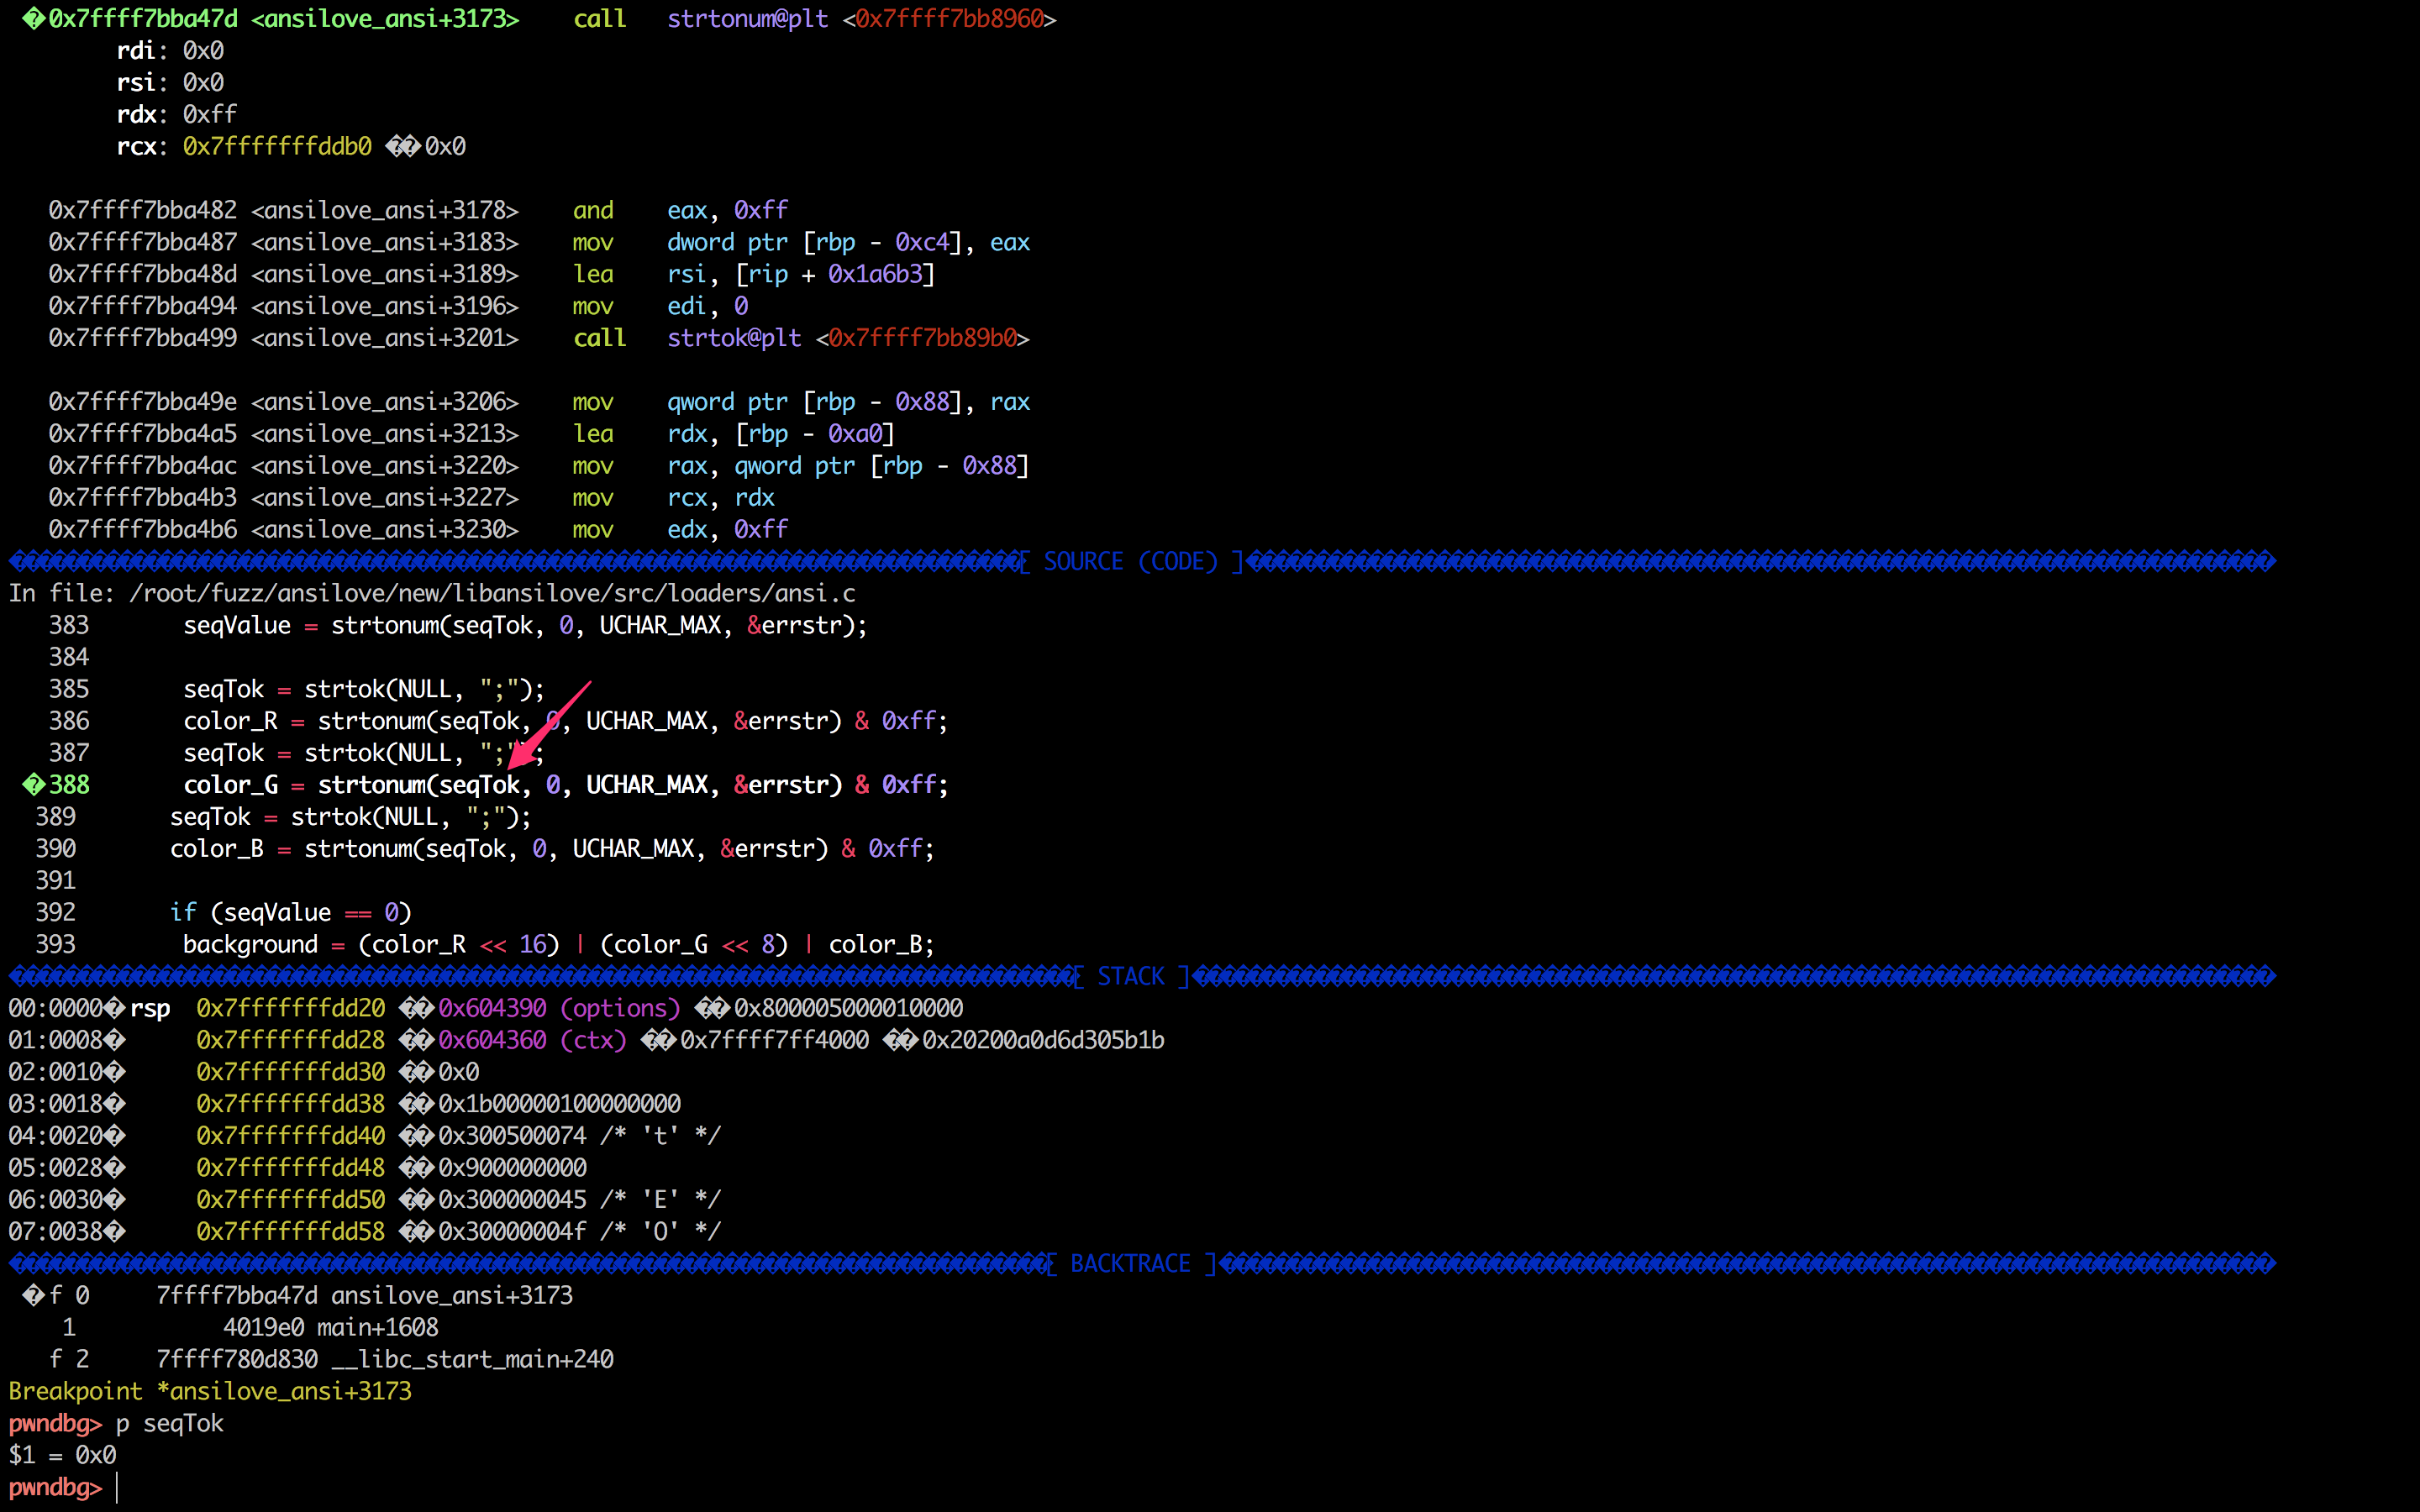 �0x7ffff7bba47d <ansilove_ansi+3173>    call   strtonum@plt <0x7ffff7bb8960>
rdi: 0x0
rsi: 0x0
rdx: 0xff
rcx: 0x7fffffffddb0 ��0x0
0x7ffff7bba482 <ansilove_ansi+3178>    and    eax, 0xff
0x7ffff7bba487 <ansilove_ansi+3183>    mov    dword ptr [rbp - 0xc4], eax
0x7ffff7bba48d <ansilove_ansi+3189>    lea    rsi, [rip + 0x1a6b3]
0x7ffff7bba494 <ansilove_ansi+3196>    mov    edi, 0
0x7ffff7bba499 <ansilove_ansi+3201>    call   strtok@plt <0x7ffff7bb89b0>
0x7ffff7bba49e <ansilove_ansi+3206>    mov    qword ptr [rbp - 0x88], rax
0x7ffff7bba4a5 <ansilove_ansi+3213>    lea    rdx, [rbp - 0xa0]
0x7ffff7bba4ac <ansilove_ansi+3220>    mov    rax, qword ptr [rbp - 0x88]
0x7ffff7bba4b3 <ansilove_ansi+3227>    mov    rcx, rdx
0x7ffff7bba4b6 <ansilove_ansi+3230>    mov    edx, 0xff
[ SOURCE (CODE) ]
In file: /root/fuzz/ansilove/new/libansilove/src/loaders/ansi.c
383       seqValue = strtonum(seqTok, 0, UCHAR_MAX, &errstr);
384
385       seqTok = strtok(NULL, ";");
386       color_R = strtonum(seqTok, 0, UCHAR_MAX, &errstr) & 0xff;
387       seqTok = strtok(NULL, ";");
�388       color_G = strtonum(seqTok, 0, UCHAR_MAX, &errstr) & 0xff;
389       seqTok = strtok(NULL, ";");
390       color_B = strtonum(seqTok, 0, UCHAR_MAX, &errstr) & 0xff;
391
392       if (seqValue == 0)
393        background = (color_R << 16) | (color_G << 8) | color_B;
[ STACK ]
00:0000�rsp  0x7fffffffdd20 ��0x604390 (options) ��0x800005000010000
01:0008�     0x7fffffffdd28 ��0x604360 (ctx) ��0x7ffff7ff4000 ��0x20200a0d6d305b1b
02:0010�     0x7fffffffdd30 ��0x0
03:0018�     0x7fffffffdd38 ��0x1b00000100000000
04:0020�     0x7fffffffdd40 ��0x300500074 /* 't' */
05:0028�     0x7fffffffdd48 ��0x900000000
06:0030�     0x7fffffffdd50 ��0x300000045 /* 'E' */
07:0038�     0x7fffffffdd58 ��0x30000004f /* 'O' */
[ BACKTRACE ]
�f 0     7ffff7bba47d ansilove_ansi+3173
1           4019e0 main+1608
f 2     7ffff780d830 __libc_start_main+240
Breakpoint *ansilove_ansi+3173
pwndbg> p seqTok
$1 = 0x0
pwndbg>